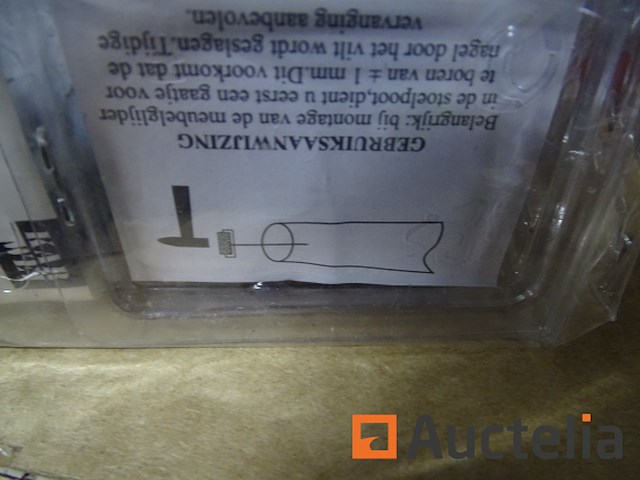 GEBRUIKSAANWIJZING
Belangrijk: bij montage van de meubelglijder
in de stoelpoot,dient u eerst een gaatje voor
te boren van ± 1 mm.Dit voorkomt dat de
nagel door het vilt wordt geslagen.Tijdige
vervanging aanbevolen.
Auctelia